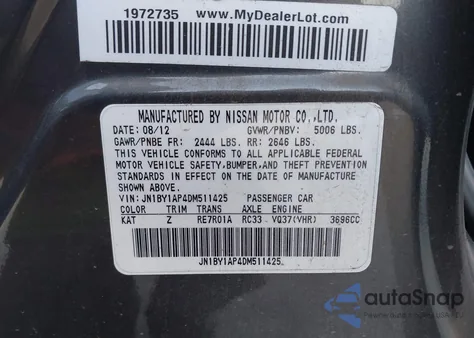 1972735 www.MyDealerLot.com
MANUFACTURED BY NISSAN MOTOR CO.,LTD.
DATE: 08/12 GVWR/PNBV: 5006 LBS.
GAWR/PNBE FR: 2444 LBS. RR: 2646 LBS.
THIS VEHICLE CONFORMS TO ALL APPLICABLE FEDERAL
MOTOR VEHICLE SAFETY,BUMPER,AND THEFT PREVENTION
STANDARDS IN EFFECT ON THE DATE OF MANUFACTURE
SHOWN ABOVE.
VIN: JN1BY1AP4DM511425 PASSENGER CAR
COLOR TRIM TRANS AXLE ENGINE
KAT Z RE7R01A RC33 VQ37(VHR) 3696CC
JN1BY1AP4DM511425
autoSnap